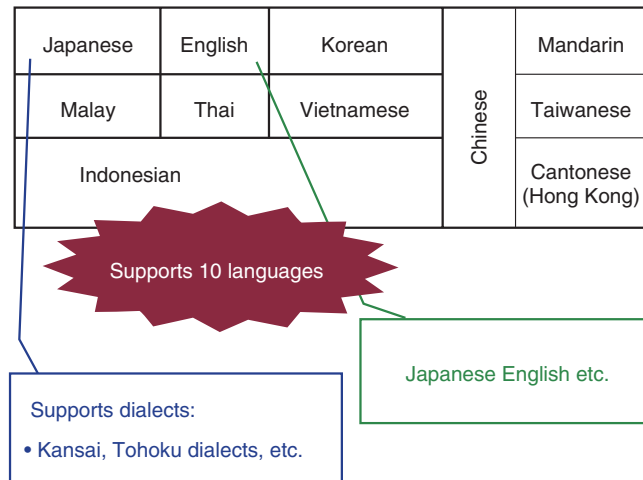 Japanese
English
Korean
Chinese
Mandarin
Malay
Thai
Vietnamese
Taiwanese
Indonesian
Cantonese
(Hong Kong)
Supports 10 languages
Japanese English etc.
Supports dialects:
• Kansai, Tohoku dialects, etc.